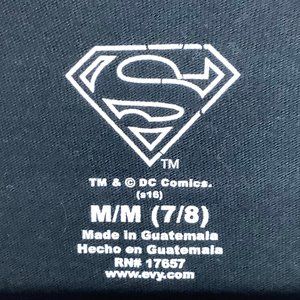 TM
TM & © DC Comics.
(s16)
M/M (7/8)
Made In Guatemala
Hecho en Guatemala
RN# 17657
www.evy.com